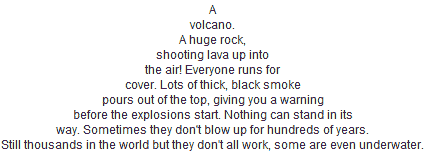 A
volcano.
A huge rock,
shooting lava up into
the air! Everyone runs for
cover. Lots of thick, black smoke
pours out of the top, giving you a warning
before the explosions start. Nothing can stand in its
way. Sometimes they don't blow up for hundreds of years.
Still thousands in the world but they don't all work, some are even underwater.